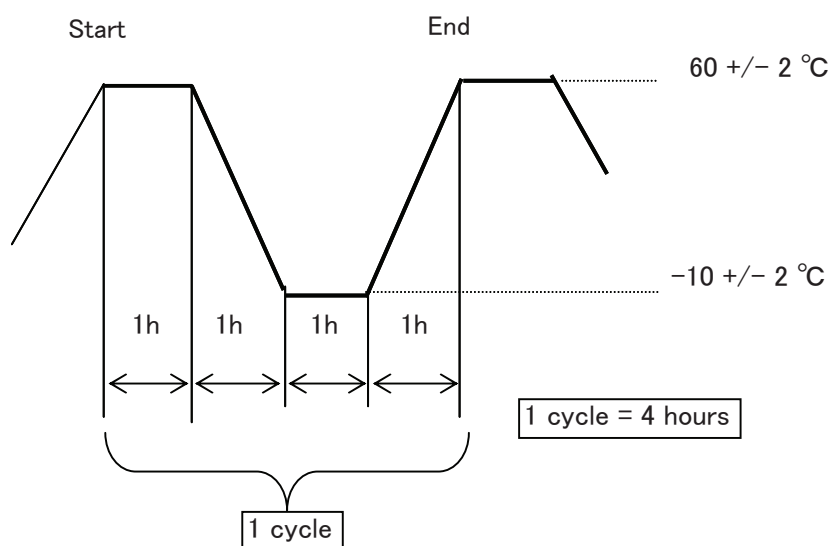 Start
End
60 +/- 2 ℃
-10 +/- 2 ℃
1h 1h 1h 1h
1 cycle = 4 hours
1 cycle